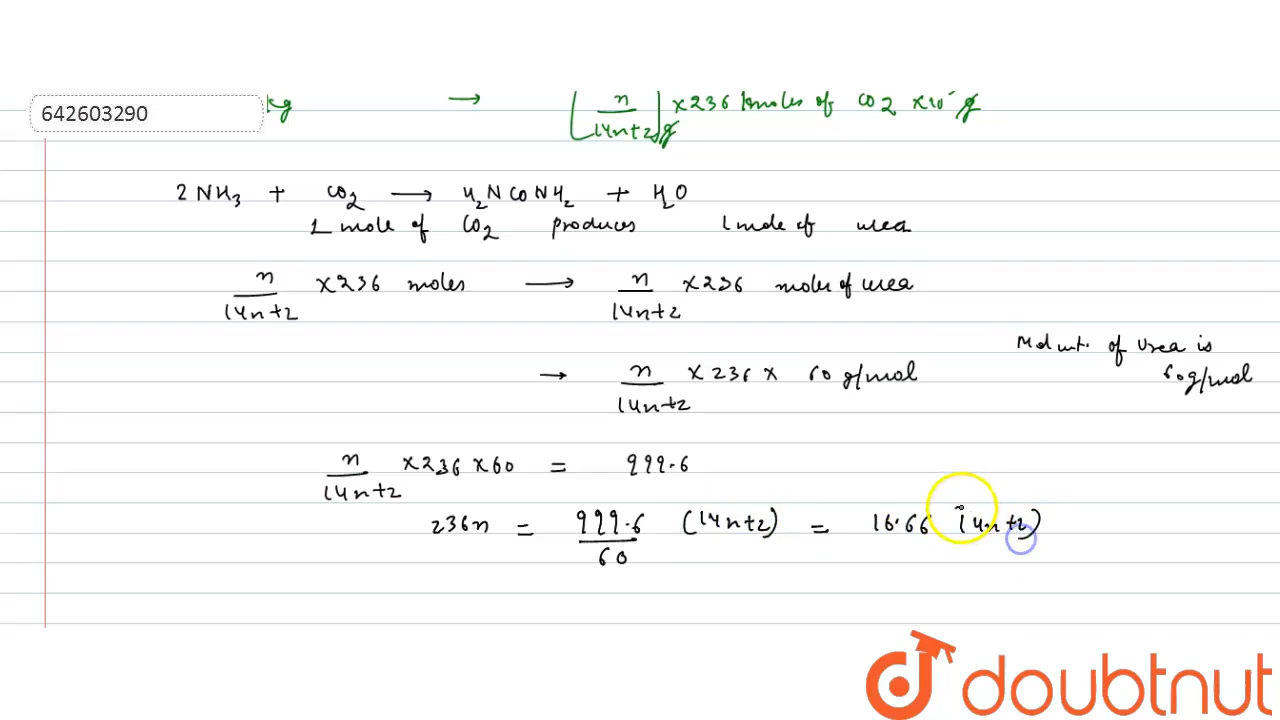 642603290 kg → [n/14n+2]g × 236 kmoles of CO2 × 10 g
2NH3 + CO2 → H2NCONH2 + H2O
1 mole of CO2 produces 1 mole of urea
n/14n+2 × 236 moles → n/14n+2 × 236 moles of urea
Mol wt. of Urea is
60g/mol
→ n/14n+2 × 236 × 60 g/mol
n/14n+2 × 236 × 60 = 999.6
236n = 999.6/60 (14n+2) = 16.66 (14n+2)
doubtnut